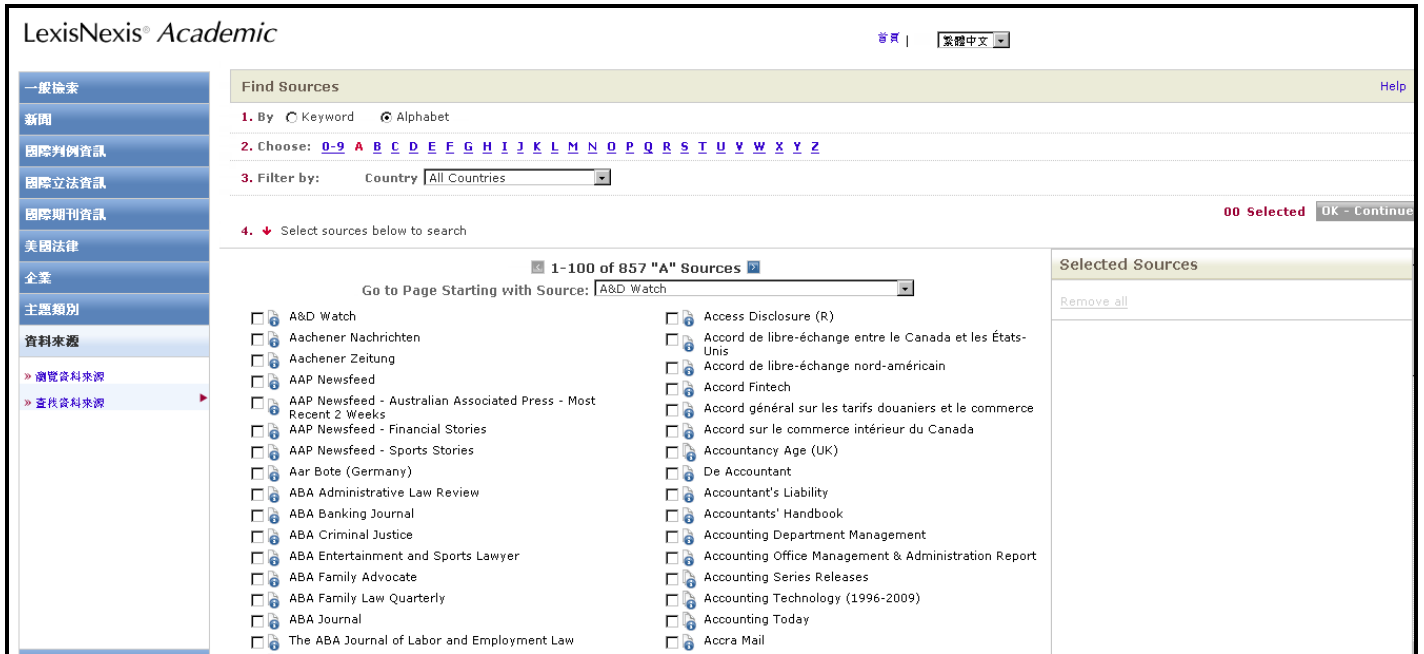 LexisNexis® Academic
首頁 |
繁體中文
一般檢索
新聞
國際判例資訊
國際立法資訊
國際期刊資訊
美國法律
企業
主題類別
資料來源
» 瀏覽資料來源
» 查找資料來源
Find Sources
Help
1. By Keyword Alphabet
2. Choose: 0-9 A B C D E F G H I J K L M N O P Q R S T U V W X Y Z
3. Filter by: Country All Countries
00 Selected OK - Continue
4. Select sources below to search
1-100 of 857 "A" Sources
Go to Page Starting with Source: A&D Watch
A&D Watch
Aachener Nachrichten
Aachener Zeitung
AAP Newsfeed
AAP Newsfeed - Australian Associated Press - Most
Recent 2 Weeks
AAP Newsfeed - Financial Stories
AAP Newsfeed - Sports Stories
Aar Bote (Germany)
ABA Administrative Law Review
ABA Banking Journal
ABA Criminal Justice
ABA Entertainment and Sports Lawyer
ABA Family Advocate
ABA Family Law Quarterly
ABA Journal
The ABA Journal of Labor and Employment Law
Access Disclosure (R)
Accord de libre-échange entre le Canada et les États-
Unis
Accord de libre-échange nord-américain
Accord Fintech
Accord général sur les tarifs douaniers et le commerce
Accord sur le commerce intérieur du Canada
Accountancy Age (UK)
De Accountant
Accountant's Liability
Accountants' Handbook
Accounting Department Management
Accounting Office Management & Administration Report
Accounting Series Releases
Accounting Technology (1996-2009)
Accounting Today
Accra Mail
Selected Sources
Remove all